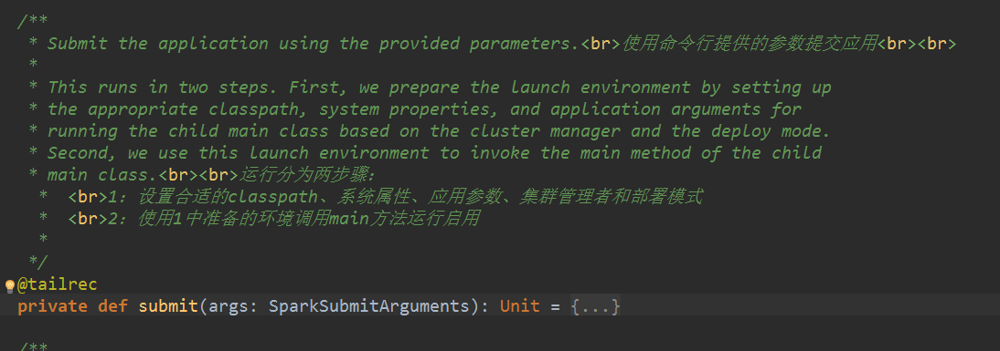 /**
* Submit the application using the provided parameters.<br>使用命令行提供的参数提交应用<br><br>
*
* This runs in two steps. First, we prepare the launch environment by setting up
* the appropriate classpath, system properties, and application arguments for
* running the child main class based on the cluster manager and the deploy mode.
* Second, we use this launch environment to invoke the main method of the child
* main class.<br><br>运行分为两步骤：
*  <br>1：设置合适的classpath、系统属性、应用参数、集群管理者和部署模式
*  <br>2：使用1中准备的环境调用main方法运行启用
*
*/
@tailrec
private def submit(args: SparkSubmitArguments): Unit = {...}
/**